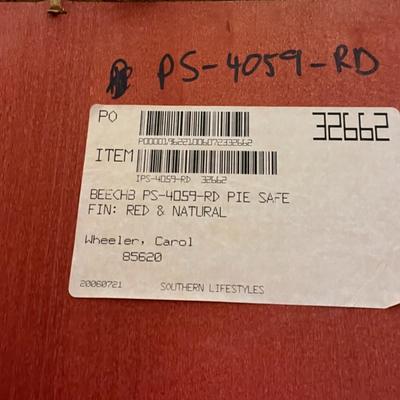 PS-4059-RD
PO
32662
ITEM
IPS-4059-RD 32662
BEECHB PS-4059-RD PIE SAFE
FIN: RED & NATURAL
Wheeler, Carol
85620
20060721 SOUTHERN LIFESTYLES